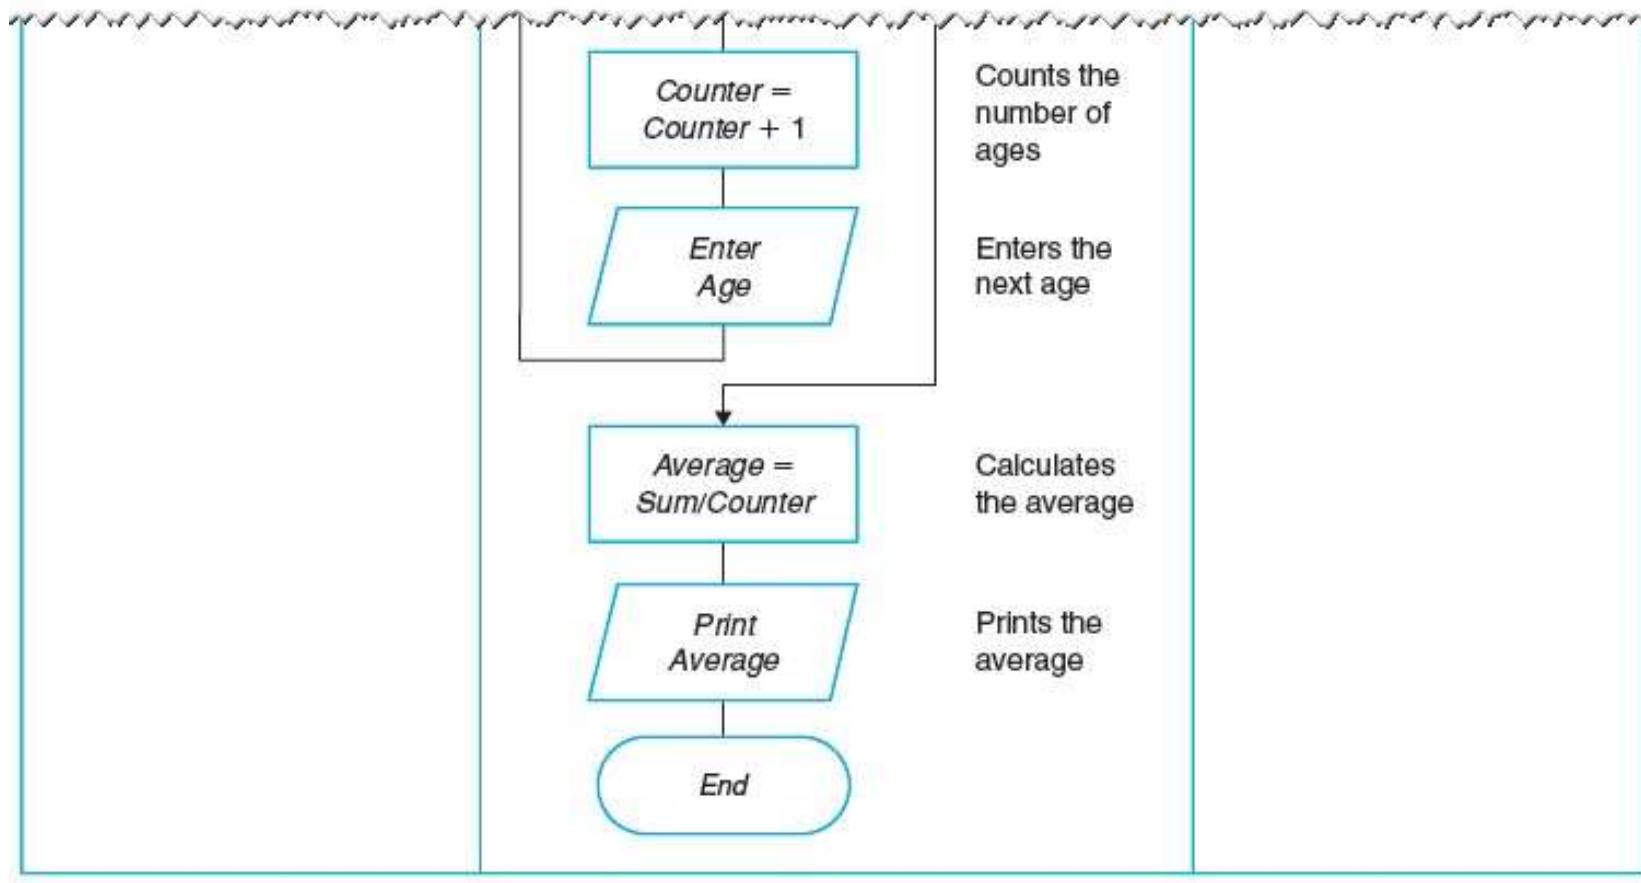 Counter =
Counter + 1
Counts the
number of
ages
Enter
Age
Enters the
next age
Average =
Sum/Counter
Calculates
the average
Print
Average
Prints the
average
End